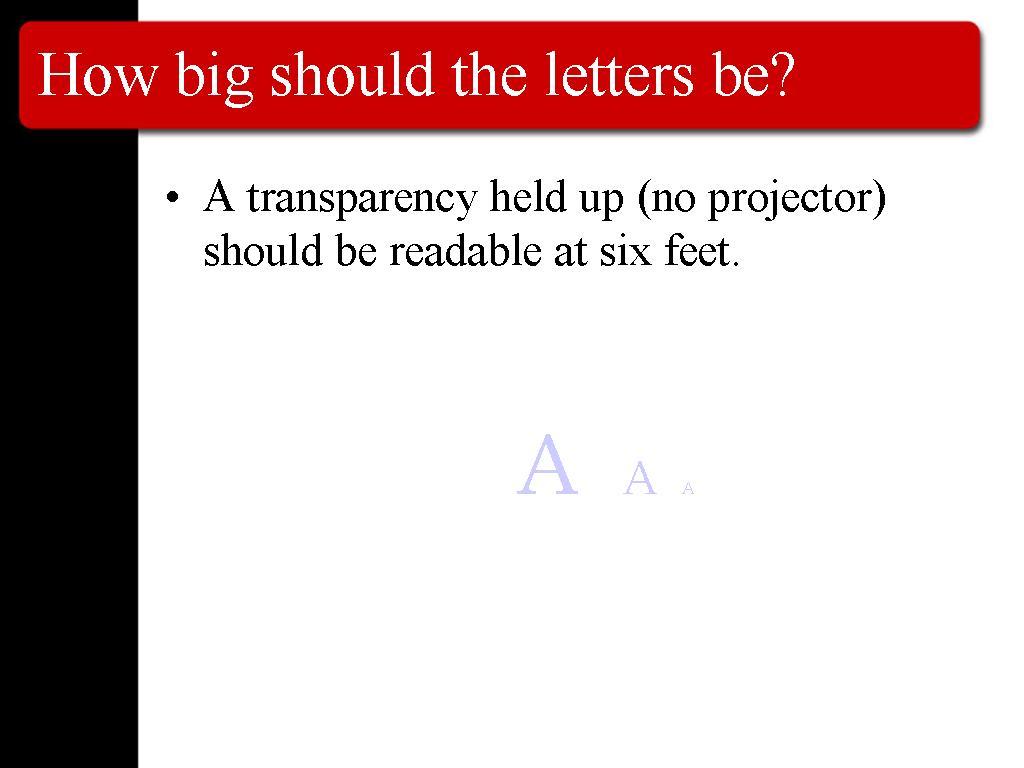 How big should the letters be?
• A transparency held up (no projector)
should be readable at six feet.
A A A